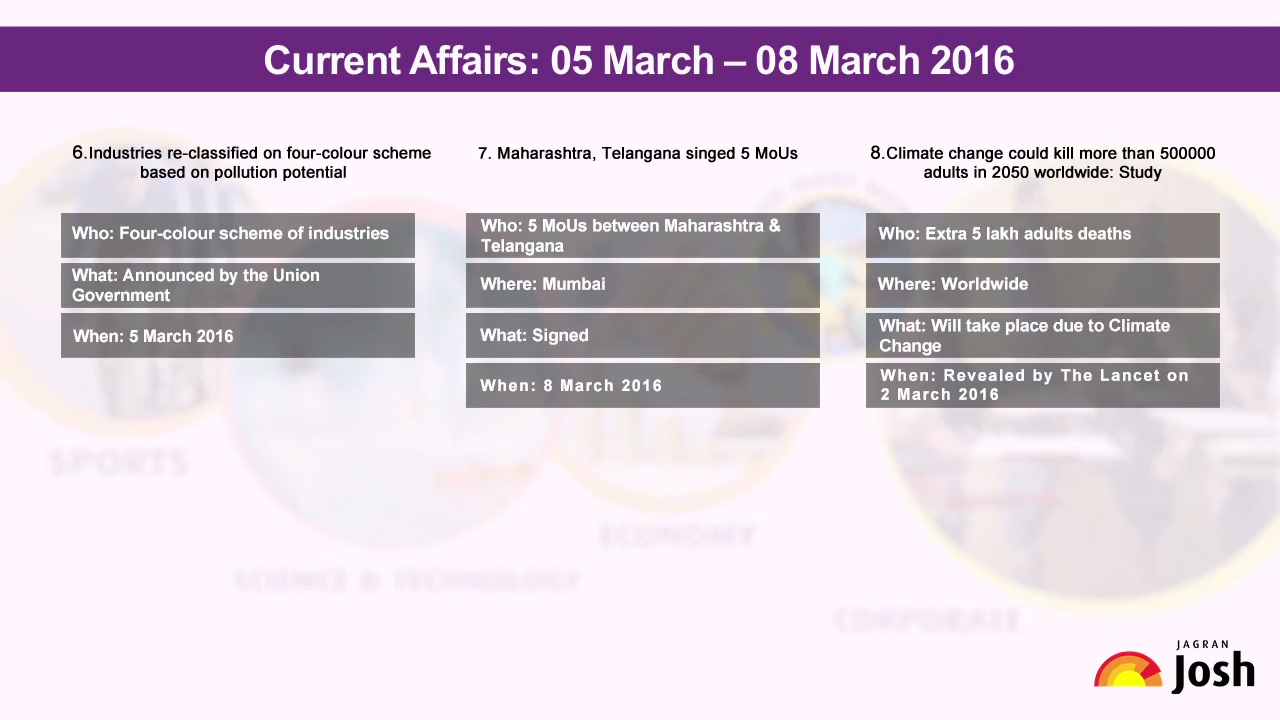 Current Affairs: 05 March – 08 March 2016
6.Industries re-classified on four-colour scheme
based on pollution potential
Who: Four-colour scheme of industries
What: Announced by the Union
Government
When: 5 March 2016
7. Maharashtra, Telangana singed 5 MoUs
Who: 5 MoUs between Maharashtra &
Telangana
Where: Mumbai
What: Signed
When: 8 March 2016
8.Climate change could kill more than 500000
adults in 2050 worldwide: Study
Who: Extra 5 lakh adults deaths
Where: Worldwide
What: Will take place due to Climate
Change
When: Revealed by The Lancet on
2 March 2016
SPORTS
ECONOMY
SCIENCE & TECHNOLOGY
CORPORATE
JAGRAN
Josh